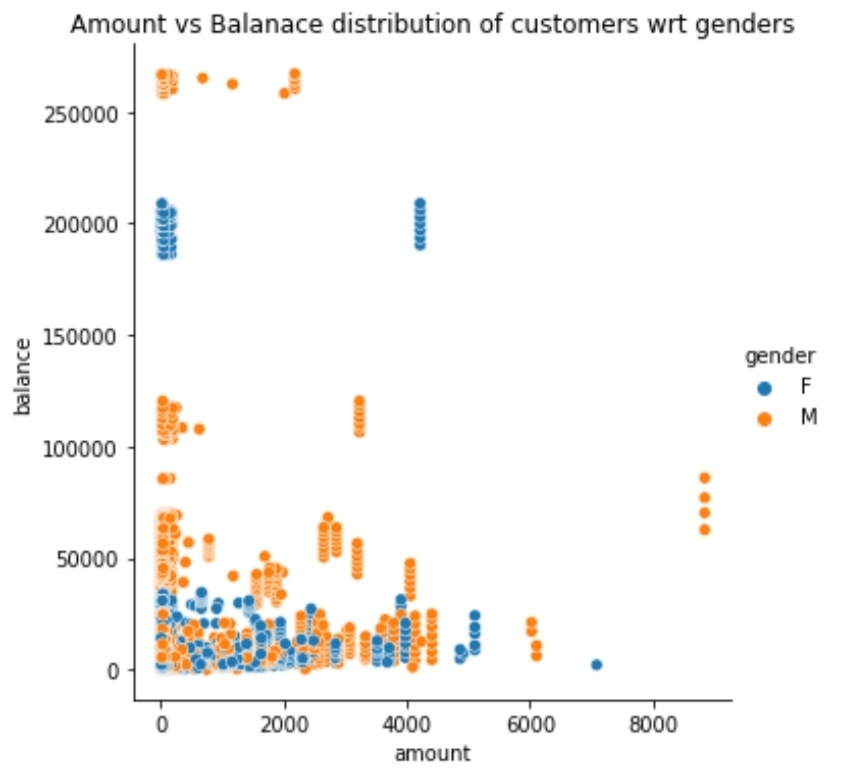 Amount vs Balanace distribution of customers wrt genders
250000
200000
150000
100000
50000
0
balance
gender
F
M
0 2000 4000 6000 8000
amount